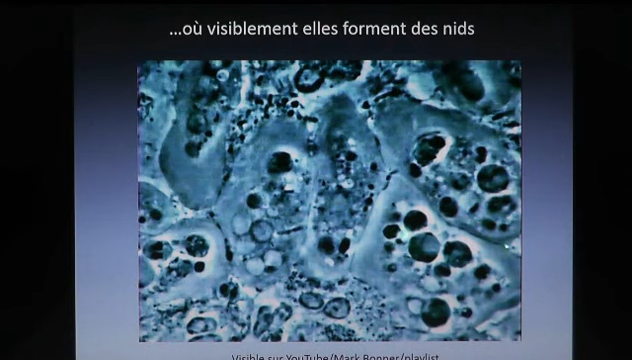 ...où visiblement elles forment des nids
Visible sur YouTube/Mark Bonner/playlist